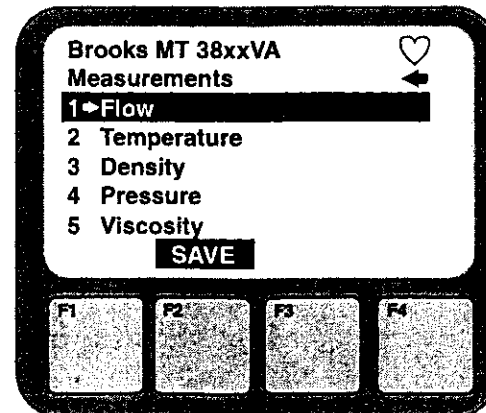 Brooks MT 38xxVA
Measurements
1➔Flow
2 Temperature
3 Density
4 Pressure
5 Viscosity
SAVE
F1 F2 F3 F4